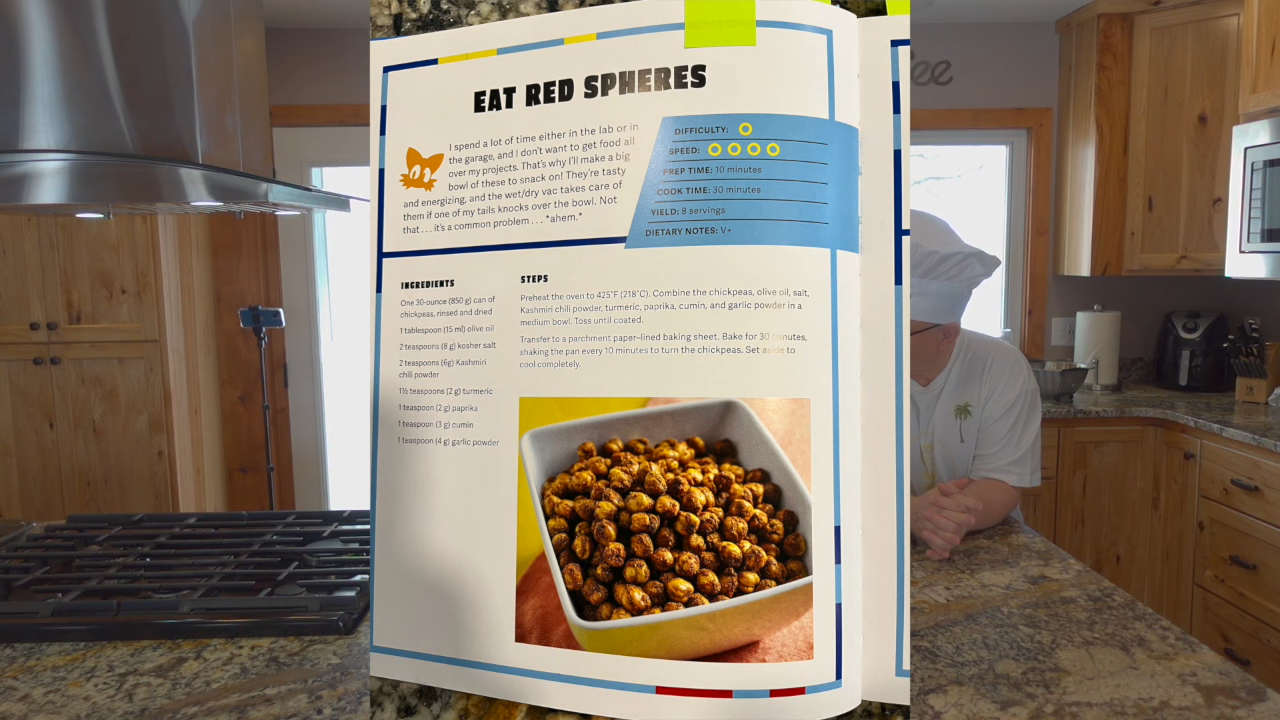 EAT RED SPHERES
I spend a lot of time either in the lab or in
the garage, and I don't want to get food all
over my projects. That's why I'll make a big
bowl of these to snack on! They're tasty
and energizing, and the wet/dry vac takes care of
them if one of my tails knocks over the bowl. Not
that . . . it's a common problem . . . *ahem.*
DIFFICULTY:
SPEED:
PREP TIME: 10 minutes
COOK TIME: 30 minutes
YIELD: 8 servings
DIETARY NOTES: V+
INGREDIENTS
One 30-ounce (850 g) can of
chickpeas, rinsed and dried
1 tablespoon (15 ml) olive oil
2 teaspoons (8 g) kosher salt
2 teaspoons (6g) Kashmiri
chili powder
1½ teaspoons (2 g) turmeric
1 teaspoon (2 g) paprika
1 teaspoon (3 g) cumin
1 teaspoon (4 g) garlic powder
STEPS
Preheat the oven to 425°F (218°C). Combine the chickpeas, olive oil, salt,
Kashmiri chili powder, turmeric, paprika, cumin, and garlic powder in a
medium bowl. Toss until coated.
Transfer to a parchment paper–lined baking sheet. Bake for 30 minutes,
shaking the pan every 10 minutes to turn the chickpeas. Set aside to
cool completely.
ee